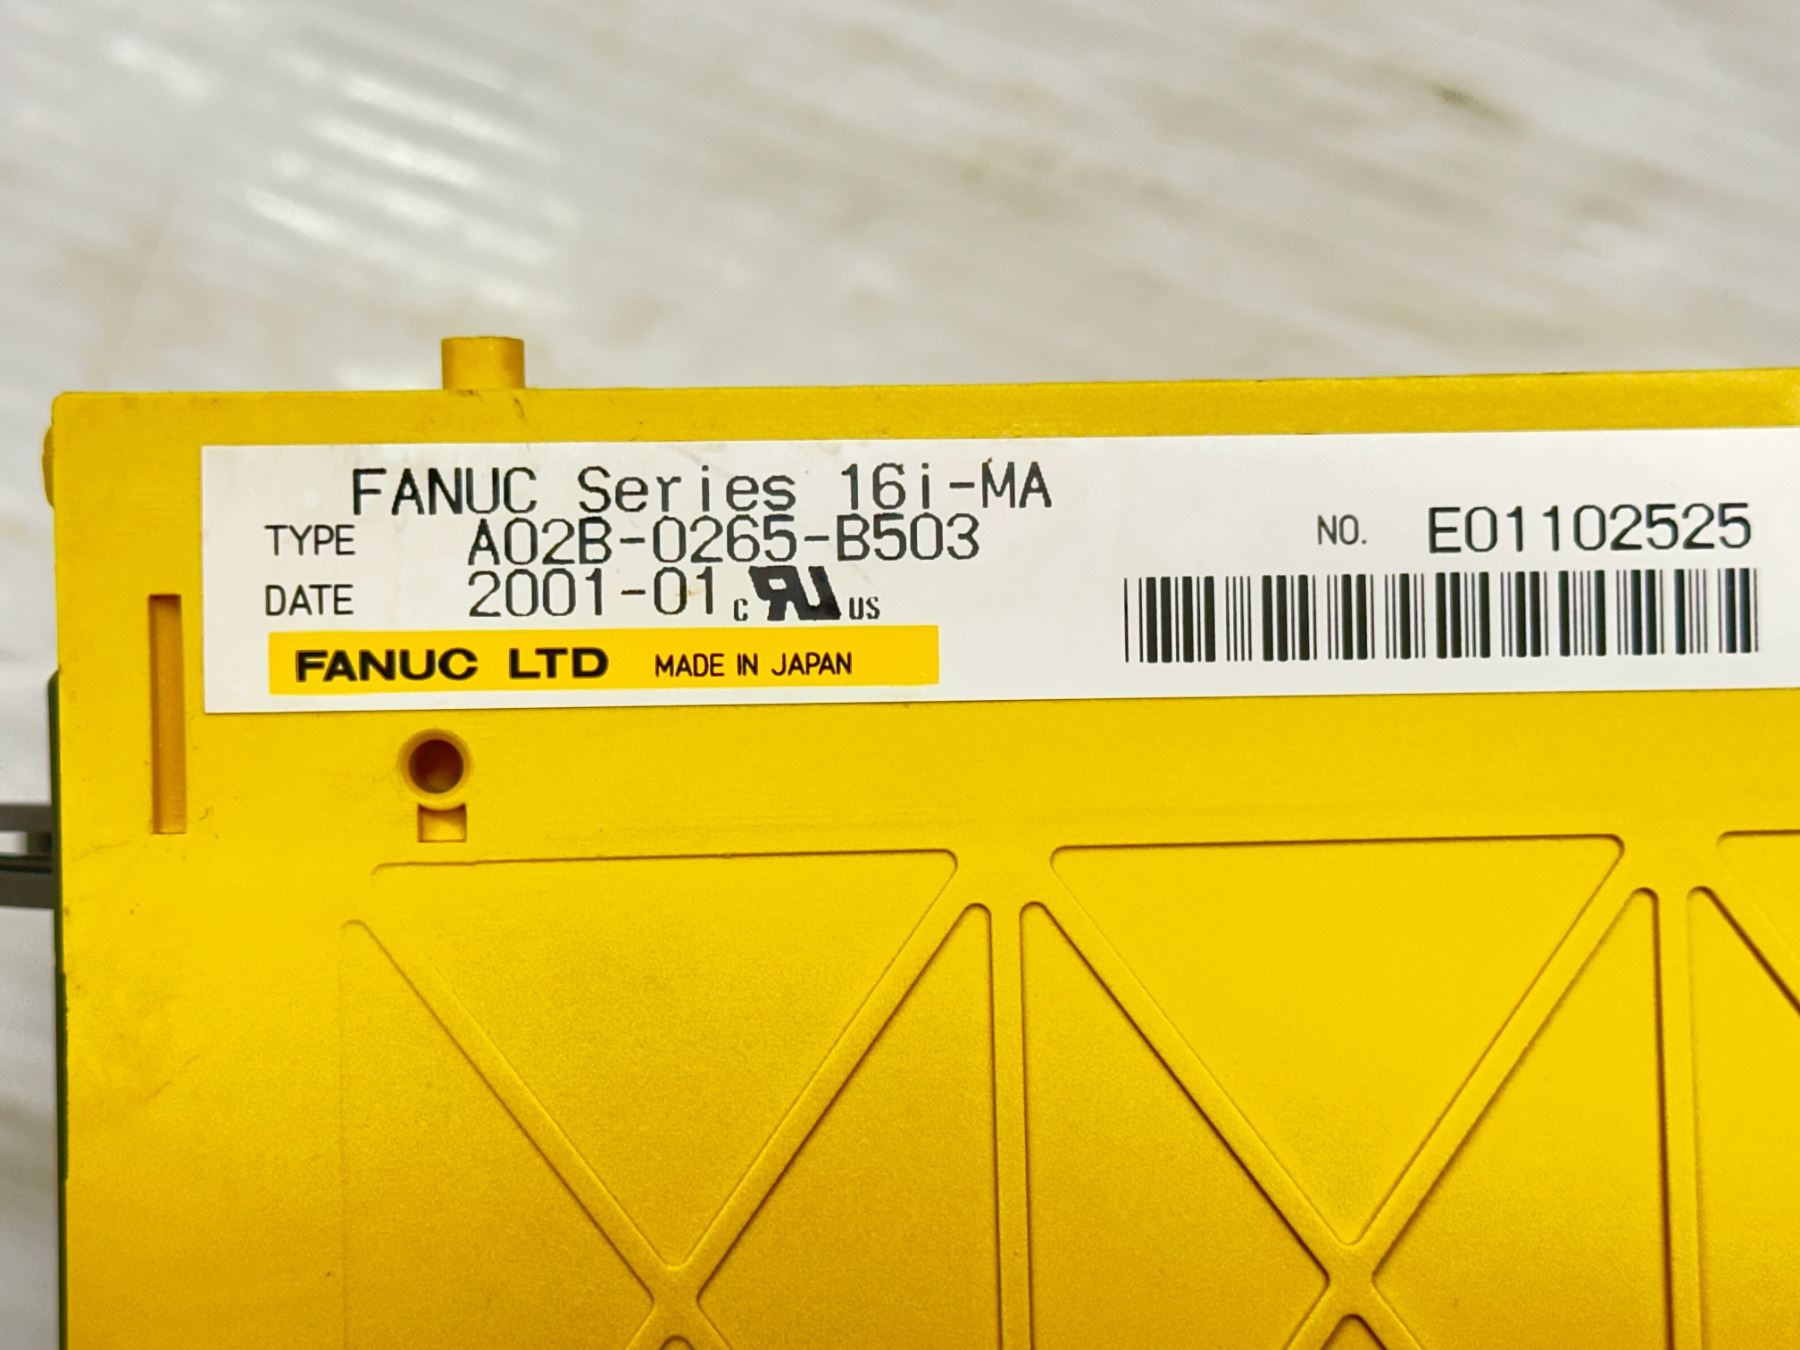 FANUC Series 16i-MA
TYPE A02B-0265-B503 NO. E01102525
DATE 2001-01 c RU US
FANUC LTD MADE IN JAPAN